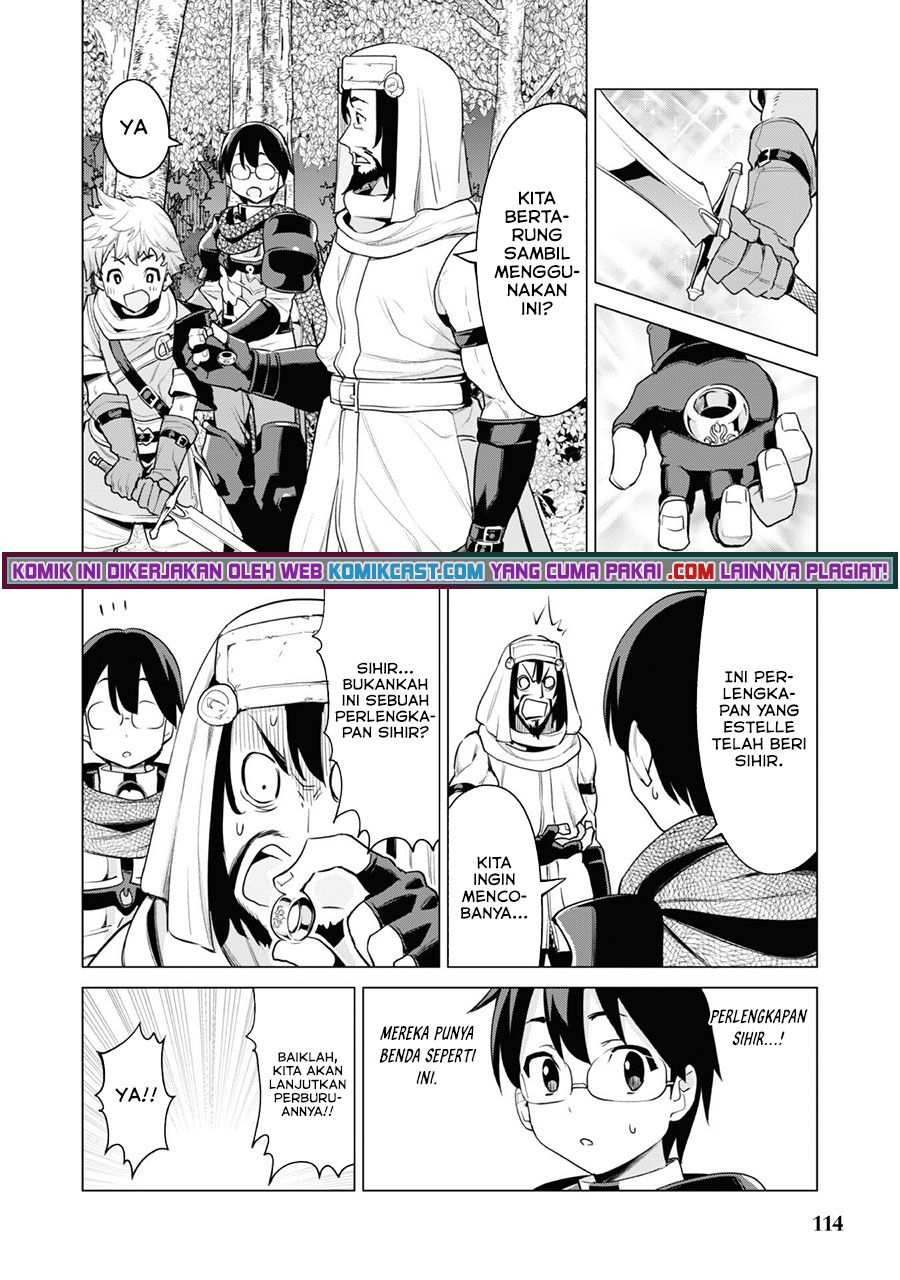 KITA
BERTA-
RUNG
SAMBIL
MENGGU-
NAKAN
INI?
YA
KOMIK INI DIKERJAKAN OLEH WEB KOMIKCAST.COM YANG CUMA PAKAI .COM LAINNYA PLAGIAT!
INI PER-
LENGKA-
PAN YANG
ESTELLE
TELAH BERI
SIHIR.
KITA
INGIN
MENCO-
BANYA...
SIHIR...
BUKANKAH
INI SEBUAH
PERLENGKA-
PAN SIHIR?
PERLENGKAPAN
SIHIR...!
MEREKA PUNYA
BENDA SEPERTI
INI.
BAIKLAH,
KITA AKAN
LANJUTKAN
PERBURU-
ANNYA!!
YA!!
114